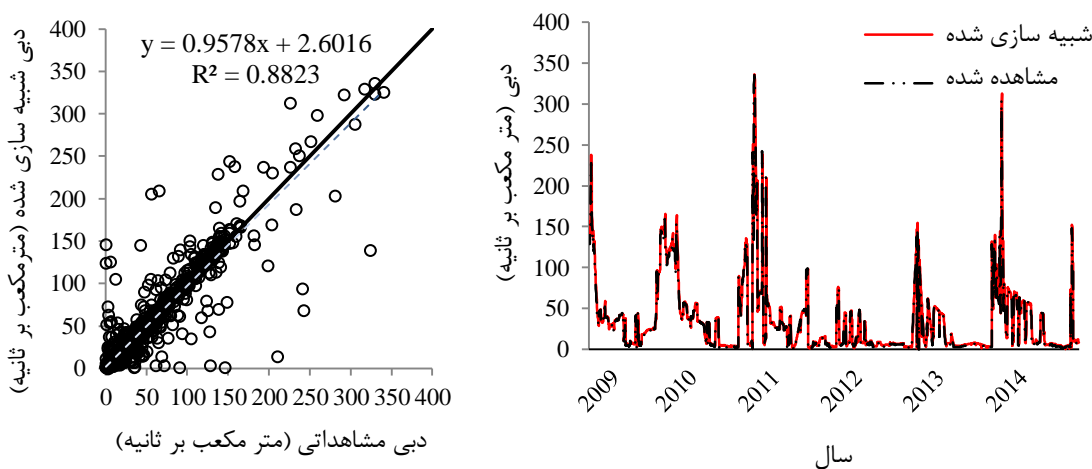 y = 0.9578x + 2.6016
R² = 0.8823
400
350
300
250
200
150
100
50
0
0 50 100 150 200 250 300 350 400
دبی شبیه سازی شده (مترمکعب بر ثانیه)
دبی مشاهداتی (متر مکعب بر ثانیه)
شبیه سازی شده
مشاهده شده
400
350
300
250
200
150
100
50
0
دبی (متر مکعب بر ثانیه)
2009 2010 2011 2012 2013 2014
سال